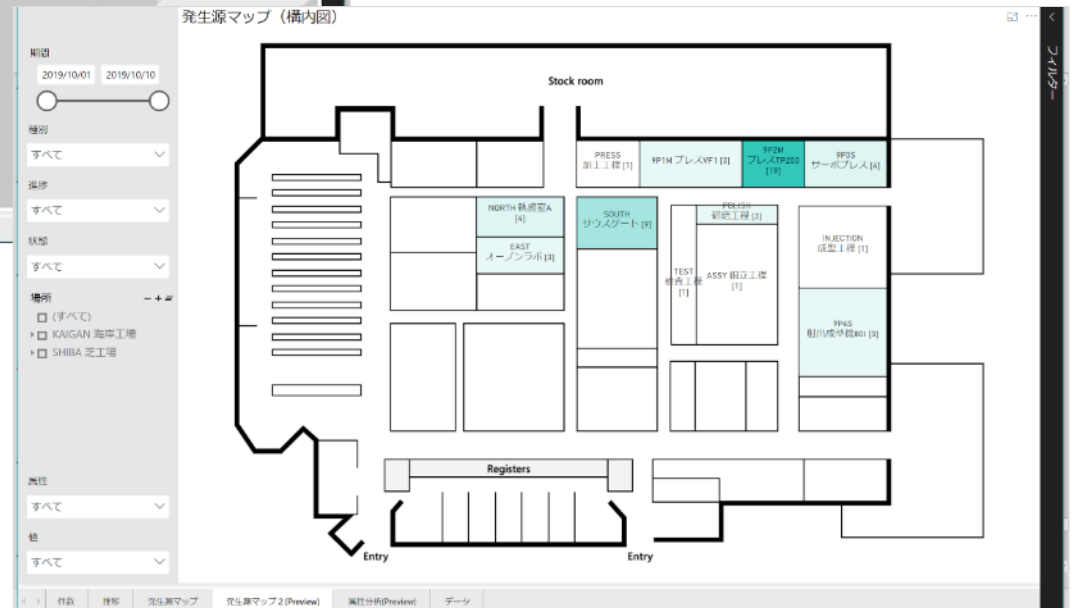 発生源マップ（構内図）
期間
2019/10/01 2019/10/10
種別
すべて
進捗
すべて
状態
すべて
場所
(すべて)
KAIGAN 海岸工場
SHIBA 芝工場
属性
すべて
値
すべて
フィルター
Stock room
PRESS
加工工程 [1]
9P1M プレスVF1 [3]
9P2M
プレスTP200
[19]
9P3S
サーボプレス [4]
NORTH 執務室A
[4]
EAST
オープンラボ [3]
SOUTH
サウスゲート [9]
POLISH
研磨工程 [3]
TEST
検査工程
[1]
ASSY 組立工程
[1]
INJECTION
成型工程 [1]
9P4S
射出成型機801 [3]
Registers
Entry
Entry
件数 推移 発生源マップ 発生源マップ2 (Preview) 属性分析(Preview) データ